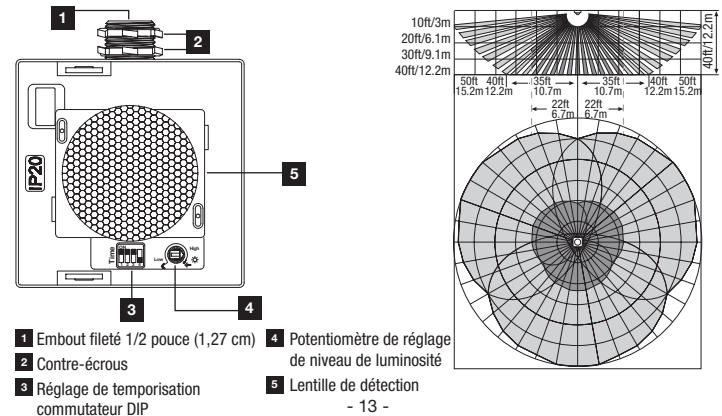 1
2
IP20
5
Time
ON
Low
High
3
4
10ft/3m
20ft/6.1m
30ft/9.1m
40ft/12.2m
40ft/12.2m
50ft 40ft 35ft 35ft 40ft 50ft
15.2m 12.2m 10.7m 10.7m 12.2m 15.2m
22ft 22ft
6.7m 6.7m
1 Embout fileté 1/2 pouce (1,27 cm)
2 Contre-écrous
3 Réglage de temporisation
commutateur DIP
4 Potentiomètre de réglage
de niveau de luminosité
5 Lentille de détection
- 13 -